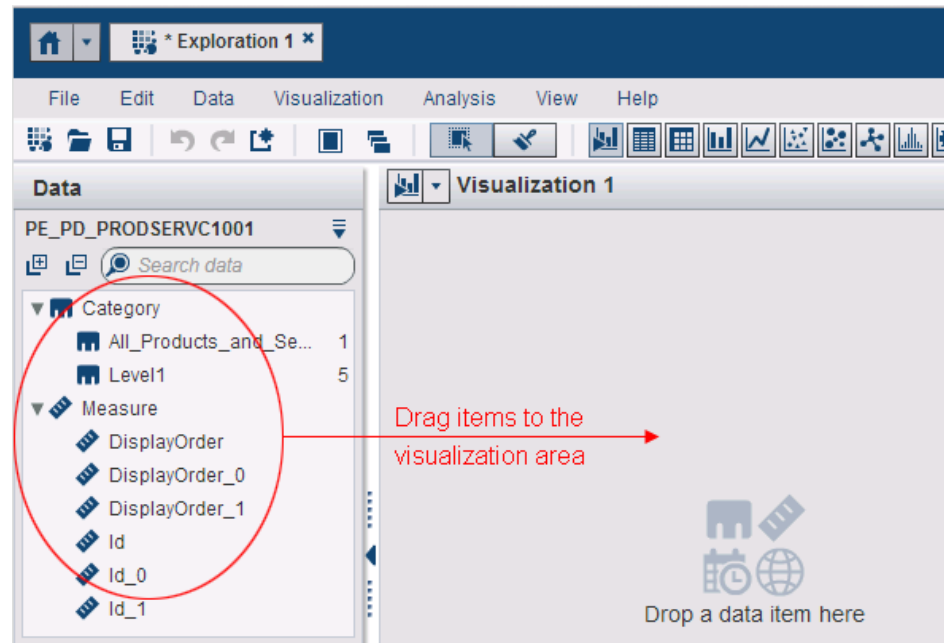 * Exploration 1 ×
File Edit Data Visualization Analysis View Help
Data
Visualization 1
PE_PD_PRODSERVC1001
Search data
Category
All_Products_and_Se... 1
Level1 5
Measure
DisplayOrder
DisplayOrder_0
DisplayOrder_1
Id
Id_0
Id_1
Drag items to the
visualization area
Drop a data item here